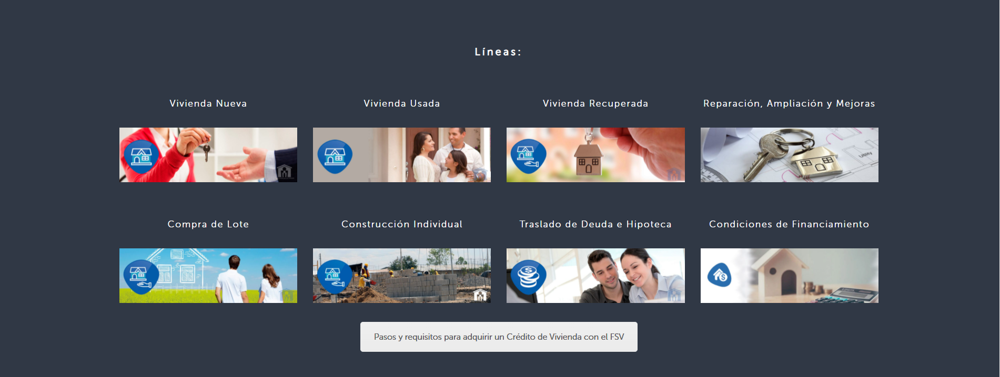 Líneas:
Vivienda Nueva
Vivienda Usada
Vivienda Recuperada
Reparación, Ampliación y Mejoras
Utility
Compra de Lote
Construcción Individual
Traslado de Deuda e Hipoteca
Condiciones de Financiamiento
Pasos y requisitos para adquirir un Crédito de Vivienda con el FSV